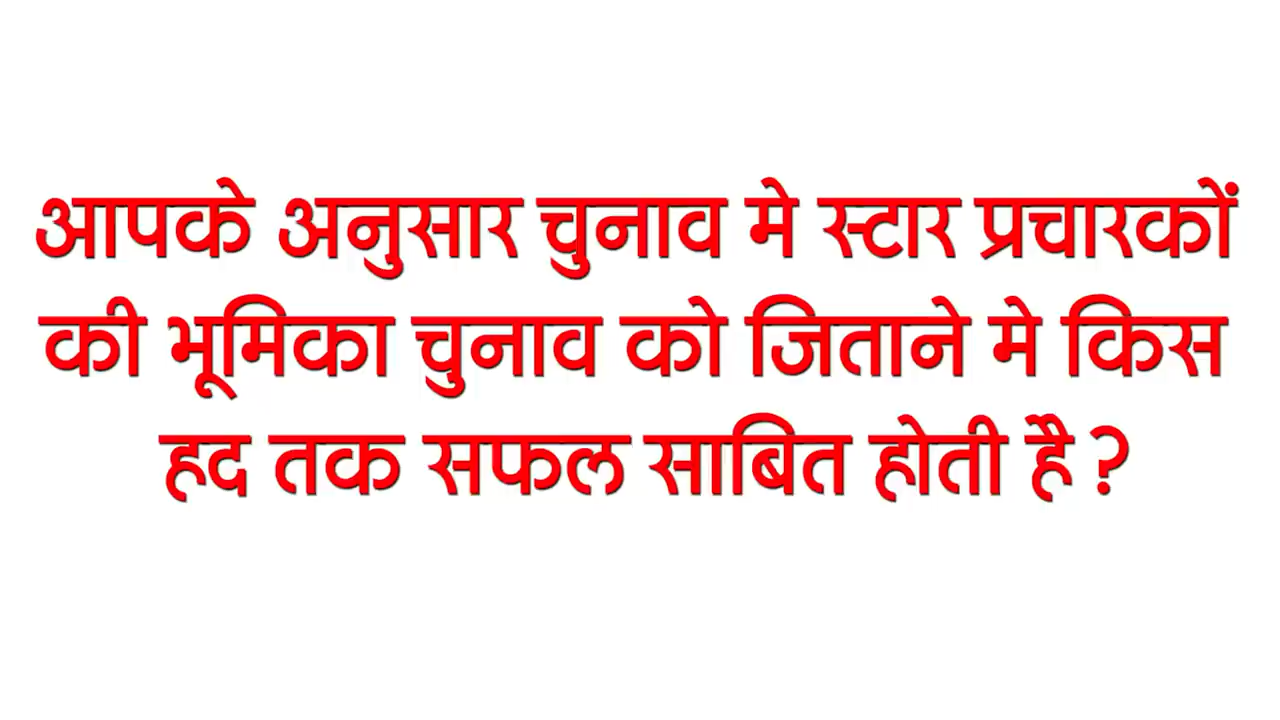 आपके अनुसार चुनाव मे स्टार प्रचारकों
की भूमिका चुनाव को जिताने मे किस
हद तक सफल साबित होती है ?